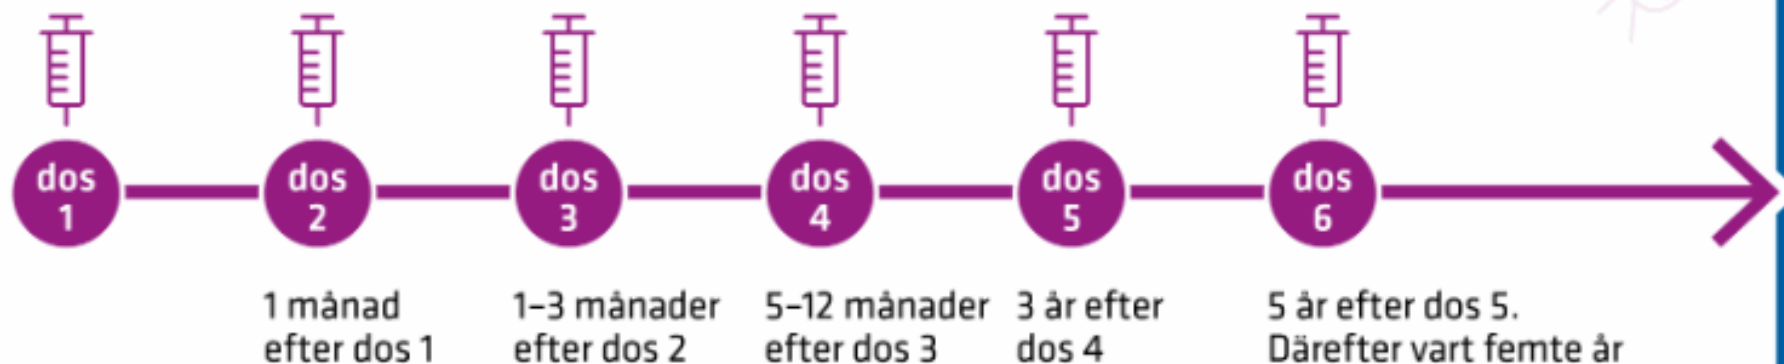 dos
1
dos
2
dos
3
dos
4
dos
5
dos
6
1 månad
efter dos 1
1–3 månader
efter dos 2
5–12 månader
efter dos 3
3 år efter
dos 4
5 år efter dos 5.
Därefter vart femte år